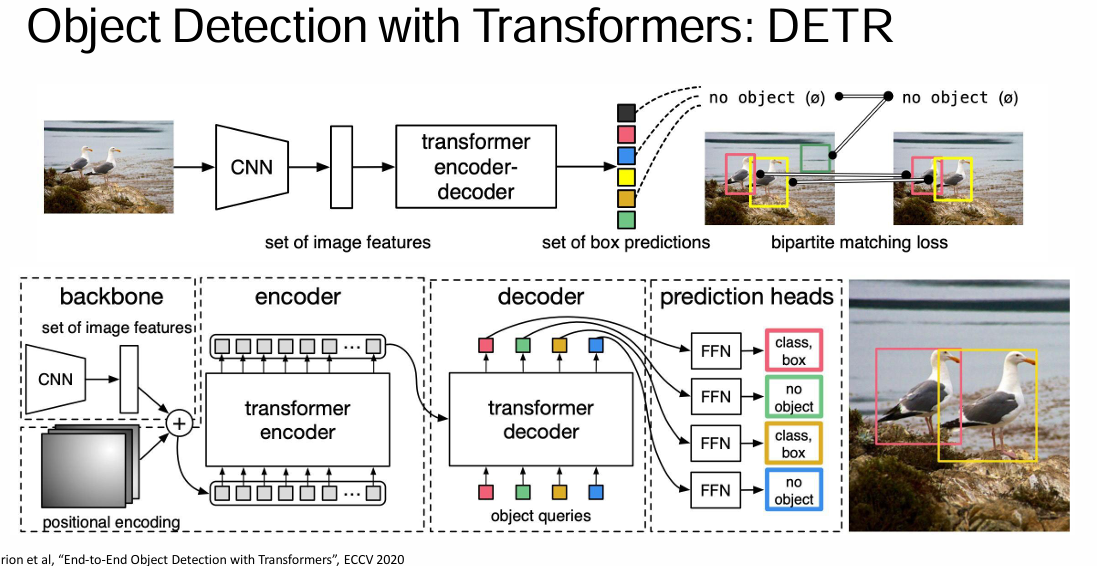 Object Detection with Transformers: DETR
no object (ø)
no object (ø)
CNN
transformer
encoder-
decoder
set of image features
set of box predictions
bipartite matching loss
backbone
set of image features
CNN
+
positional encoding
encoder
...
transformer
encoder
...
decoder
transformer
decoder
object queries
prediction heads
FFN
class,
box
FFN
no
object
FFN
class,
box
FFN
no
object
rion et al, “End-to-End Object Detection with Transformers”, ECCV 2020